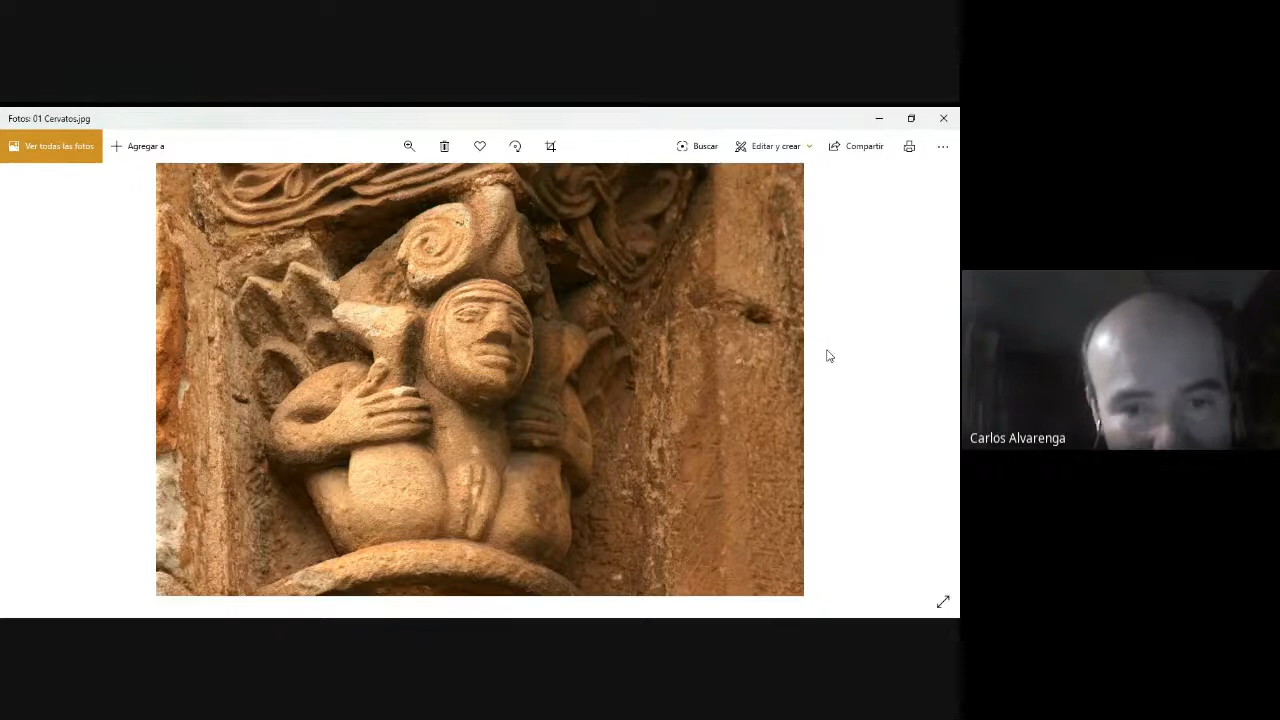 Fotos: 01 Cervatos.jpg
Ver todas las fotos
Agregar a
Buscar
Editar y crear
Compartir
Carlos Alvarenga